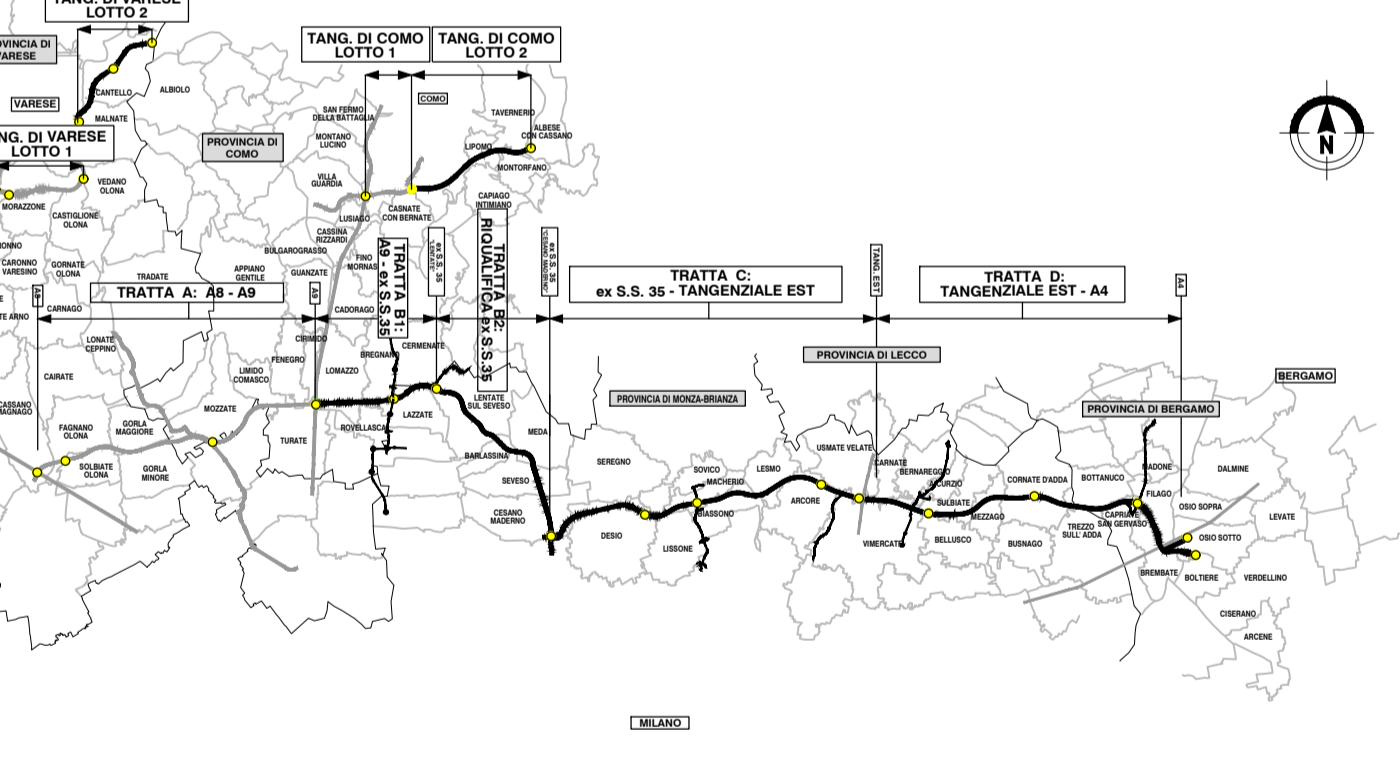 TANG. DI VARESE
LOTTO 2
VARESE
CANTELLO
ALBIOLO
VARESE
MALNATE
NG. DI VARESE
LOTTO 1
VEDANO
OLONA
MORAZZONE
CASTIGLIONE
OLONA
PROVINCIA DI
COMO
TANG. DI COMO
LOTTO 1
TANG. DI COMO
LOTTO 2
COMO
SAN FERMO
DELLA BATTAGLIA
MONTANO
LUCINO
TAVERNERIO
ALBESE
CON CASSANO
LIPOMO
MONTORFANO
VILLA
GUARDIA
CAPIAGO
INTIMIANO
LUSIAGO
CASNATE
CON BERNATE
CASSINA
RIZZARDI
BULGAROGRASSO
FINO
MORNAS
CARONNO
VARESINO
GORNATE
OLONA
TRADATE
APPIANO
GENTILE
GUANZATE
A8
TRATTA A: A8 - A9
A9
CARNAGO
CADORAGO
TRATTA B1:
A9 - ex S.S.35
ex S.S. 35
"LENTATE"
TRATTA B2:
RIQUALIFICA ex S.S.35
ex S.S. 35
"CESANO MADERNO"
TRATTA C:
ex S.S. 35 - TANGENZIALE EST
TANG. EST
TRATTA D:
TANGENZIALE EST - A4
A4
N
LONATE
CEPPINO
CIRIMIDO
FENEGRO
BREGNANO
CERMENATE
PROVINCIA DI LECCO
CAIRATE
LIMIDO
COMASCO
LOMAZZO
BERGAMO
CASSANO
MAGNAGO
MOZZATE
LAZZATE
LENTATE
SUL SEVESO
PROVINCIA DI MONZA-BRIANZA
PROVINCIA DI BERGAMO
FAGNANO
OLONA
GORLA
MAGGIORE
TURATE
ROVELLASCA
MEDA
BARLASSINA
SOLBIATE
OLONA
GORLA
MINORE
SEVESO
SEREGNO
SOVICO
MACHERIO
LESMO
USMATE VELATE
CARNATE
BERNAREGGIO
AICURZIO
CORNATE D'ADDA
BOTTANUCO
MADONE
DALMINE
FILAGO
CESANO
MADERNO
DESIO
BIASSONO
LISSONE
ARCORE
SULBIATE
MEZZAGO
VIMERCATE
BELLUSCO
BUSNAGO
TREZZO
SULL' ADDA
CAPRIATE
SAN GERVASO
OSIO SOPRA
LEVATE
OSIO SOTTO
BREMBATE
BOLTIERE
VERDELLINO
CISERANO
ARCENE
MILANO